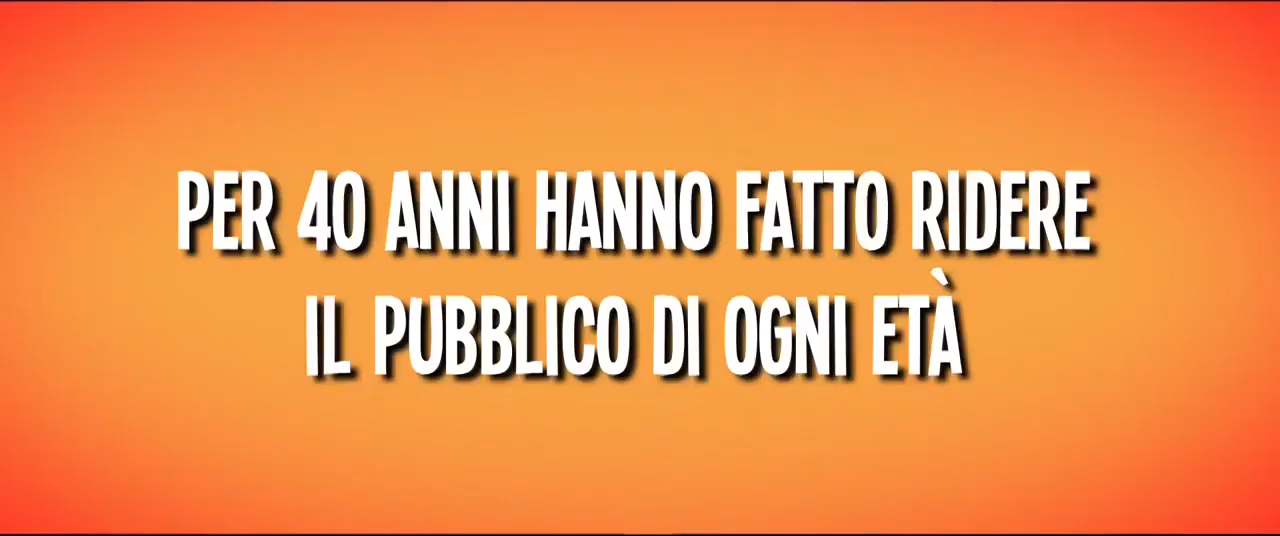 PER 40 ANNI HANNO FATTO RIDERE
IL PUBBLICO DI OGNI ETÀ